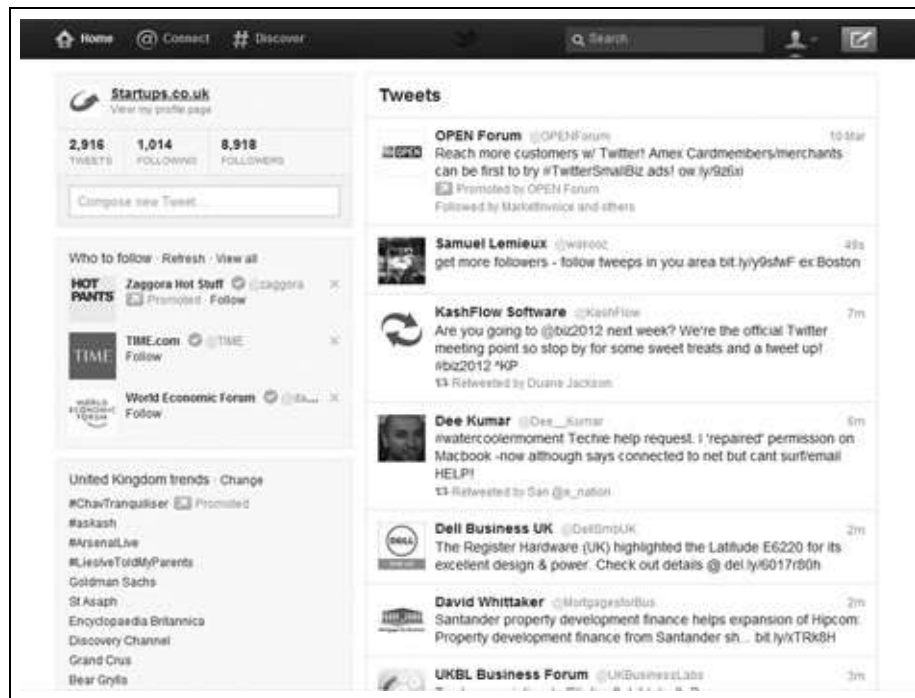 Home Connect # Discover Search
Startups.co.uk
View my profile page
2,916 1,014 8,918
TWEETS FOLLOWING FOLLOWERS
Compose new Tweet...
Who to follow · Refresh · View all
HOT PANTS
Zaggora Hot Stuff @zaggora ×
Promoted · Follow
TIME
TIME.com @TIME ×
Follow
WORLD ECONOMIC FORUM
World Economic Forum ×
Follow
United Kingdom trends · Change
#ChavTranquiliser Promoted
#askash
#ArsenalLive
#LiesiveToldMyParents
Goldman Sachs
St Asaph
Encyclopaedia Britannica
Discovery Channel
Grand Crus
Bear Grylls
Tweets
OPEN
OPEN Forum @OPENForum 10 Mar
Reach more customers w/ Twitter! Amex Cardmembers/merchants
can be first to try #TwitterSmallBiz ads! ow.ly/9z6xi
Promoted by OPEN Forum
Followed by MarketInvoice and others
Samuel Lemieux 49s
get more followers - follow tweeps in you area bit.ly/y9sfwF ex:Boston
KashFlow Software @KashFlow 7m
Are you going to @biz2012 next week? We're the official Twitter
meeting point so stop by for some sweet treats and a tweet up!
#biz2012 ^KP
Retweeted by Duane Jackson
Dee Kumar @Dee__Kumar
#watercoolermoment Techie help request. I 'repaired' permission on
Macbook -now although says connected to net but cant surf/email
HELP!!
Retweeted by San @x_nation
DELL
Dell Business UK @DellSmbUK 2m
The Register Hardware (UK) highlighted the Latitude E6220 for its
excellent design & power. Check out details @ del.ly/6017r80h
David Whittaker @MortgagesforBus 2m
Santander property development finance helps expansion of Hipcom:
Property development finance from Santander sh... bit.ly/xTRk8H
UKBL Business Forum @UKBusinessLabs 3m